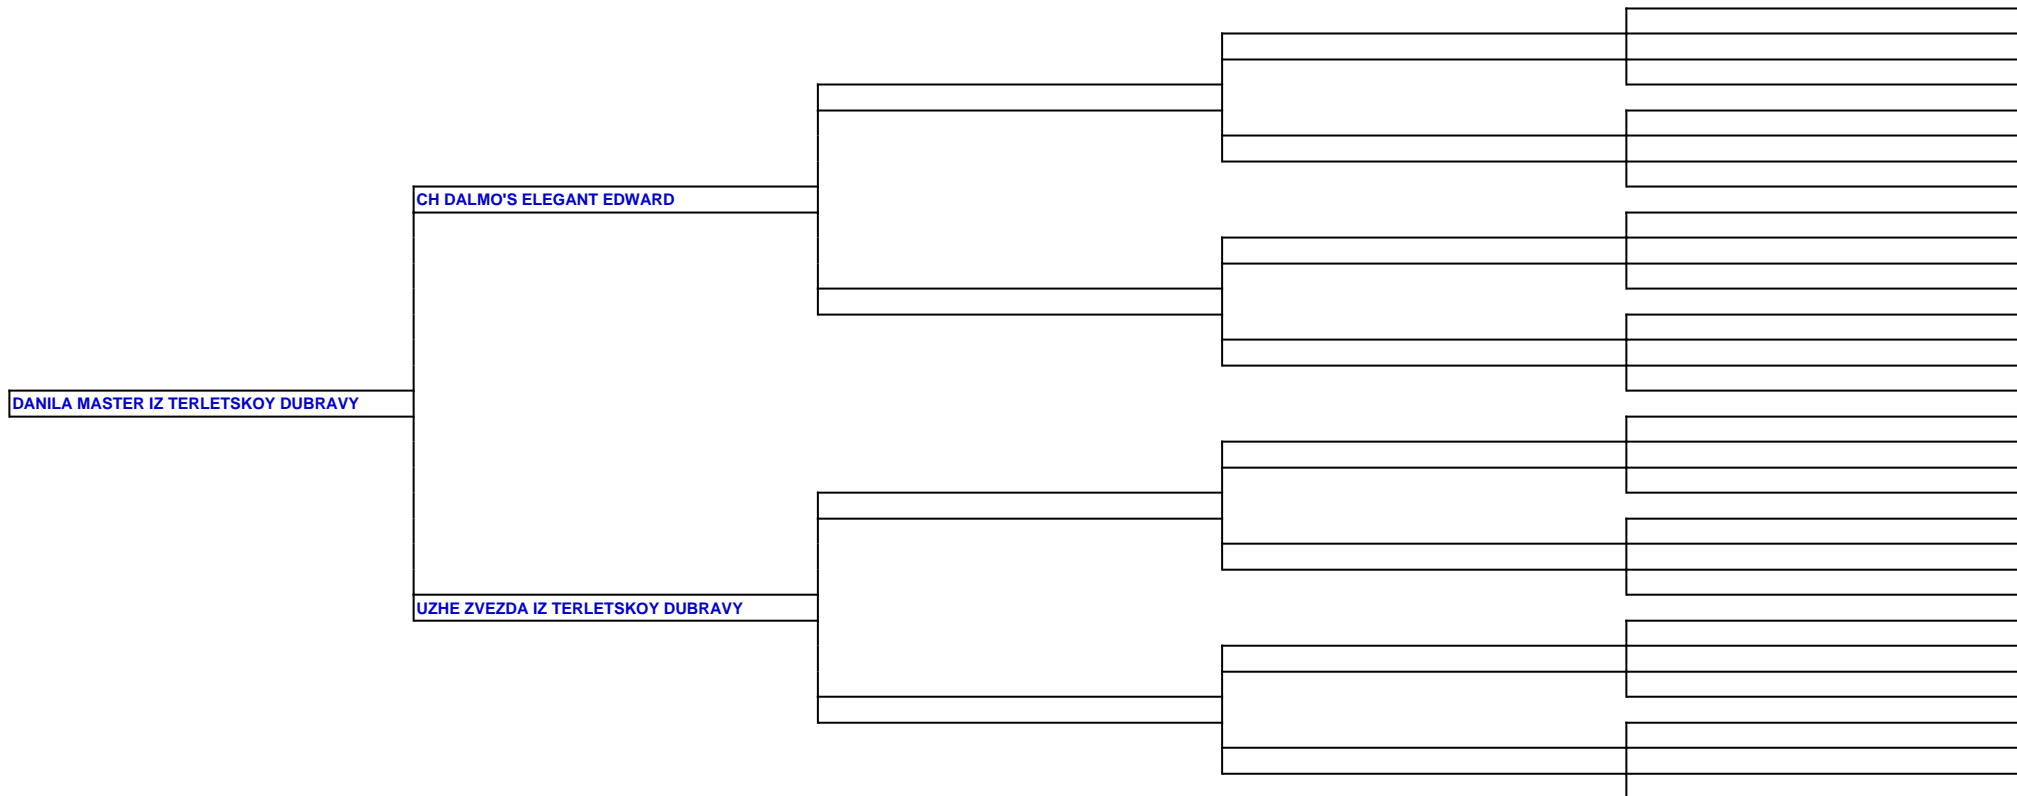 CH DALMO'S ELEGANT EDWARD
DANILA MASTER IZ TERLETSKOY DUBRAVY
UZHE ZVEZDA IZ TERLETSKOY DUBRAVY